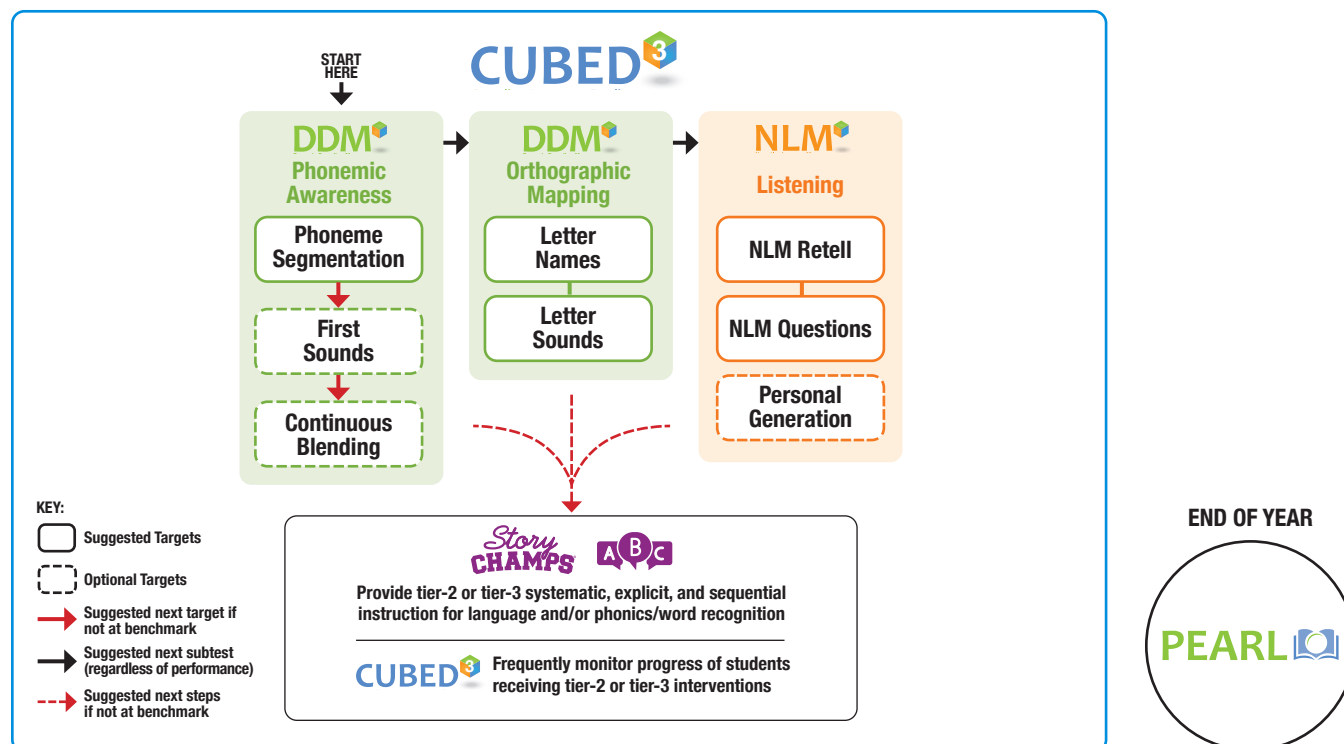 START
HERE
CUBED3
DDM
Phonemic
Awareness
Phoneme
Segmentation
First
Sounds
Continuous
Blending
DDM
Orthographic
Mapping
Letter
Names
Letter
Sounds
NLM
Listening
NLM Retell
NLM Questions
Personal
Generation
KEY:
Suggested Targets
Optional Targets
Suggested next target if
not at benchmark
Suggested next subtest
(regardless of performance)
Suggested next steps
if not at benchmark
Story
CHAMPS
A B C
Provide tier-2 or tier-3 systematic, explicit, and sequential
instruction for language and/or phonics/word recognition
CUBED3
Frequently monitor progress of students
receiving tier-2 or tier-3 interventions
END OF YEAR
PEARL